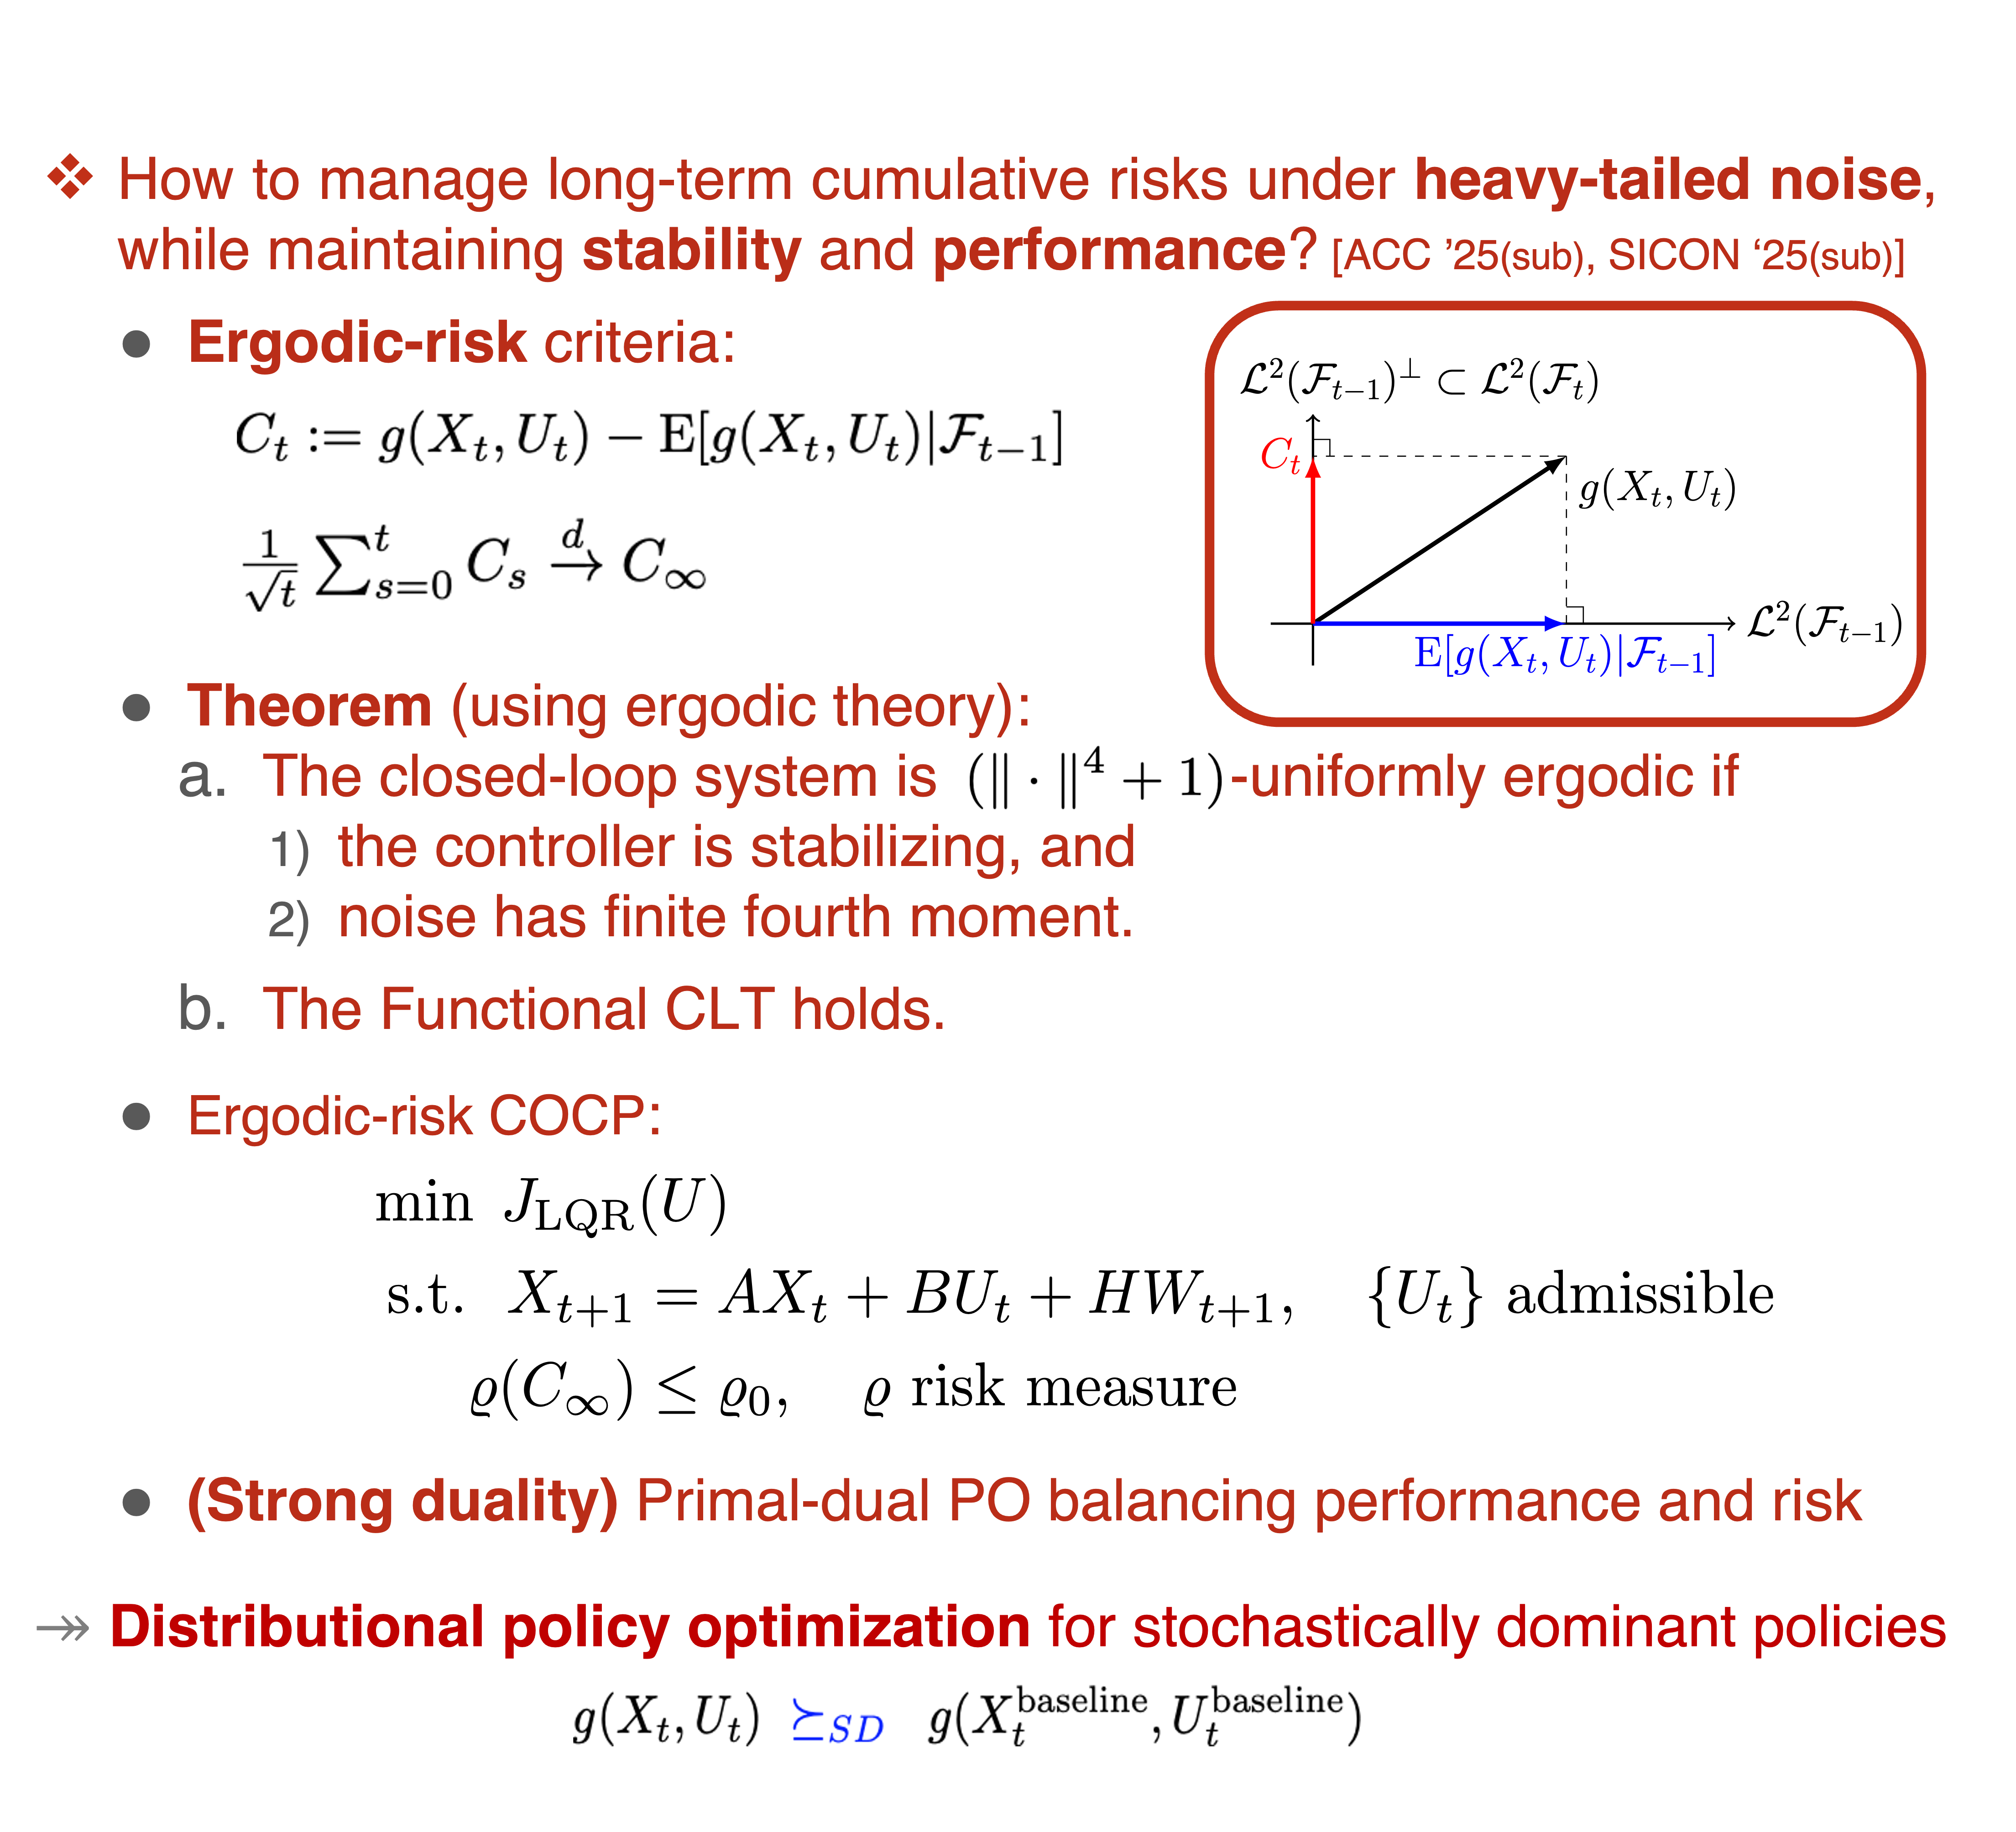 ❖ How to manage long-term cumulative risks under heavy-tailed noise,
while maintaining stability and performance? [ACC ’25(sub), SICON ‘25(sub)]
● Ergodic-risk criteria:
$C_t := g(X_t, U_t) - \mathrm{E}[g(X_t, U_t)|\mathcal{F}_{t-1}]$
$\frac{1}{\sqrt{t}} \sum_{s=0}^{t} C_s \xrightarrow{d} C_\infty$
$\mathcal{L}^2(\mathcal{F}_{t-1})^\perp \subset \mathcal{L}^2(\mathcal{F}_t)$
$C_t$
$g(X_t, U_t)$
$\mathcal{L}^2(\mathcal{F}_{t-1})$
$\mathrm{E}[g(X_t, U_t)|\mathcal{F}_{t-1}]$
● Theorem (using ergodic theory):
a. The closed-loop system is $(\|\cdot\|^4 + 1)$-uniformly ergodic if
1) the controller is stabilizing, and
2) noise has finite fourth moment.
b. The Functional CLT holds.
● Ergodic-risk COCP:
$\min \; J_{\mathrm{LQR}}(U)$
$\text{s.t.} \; X_{t+1} = AX_t + BU_t + HW_{t+1}, \quad \{U_t\} \text{ admissible}$
$\varrho(C_\infty) \leq \varrho_0, \quad \varrho \text{ risk measure}$
● (Strong duality) Primal-dual PO balancing performance and risk
↠ Distributional policy optimization for stochastically dominant policies
$g(X_t, U_t) \succeq_{SD} g(X_t^{\text{baseline}}, U_t^{\text{baseline}})$